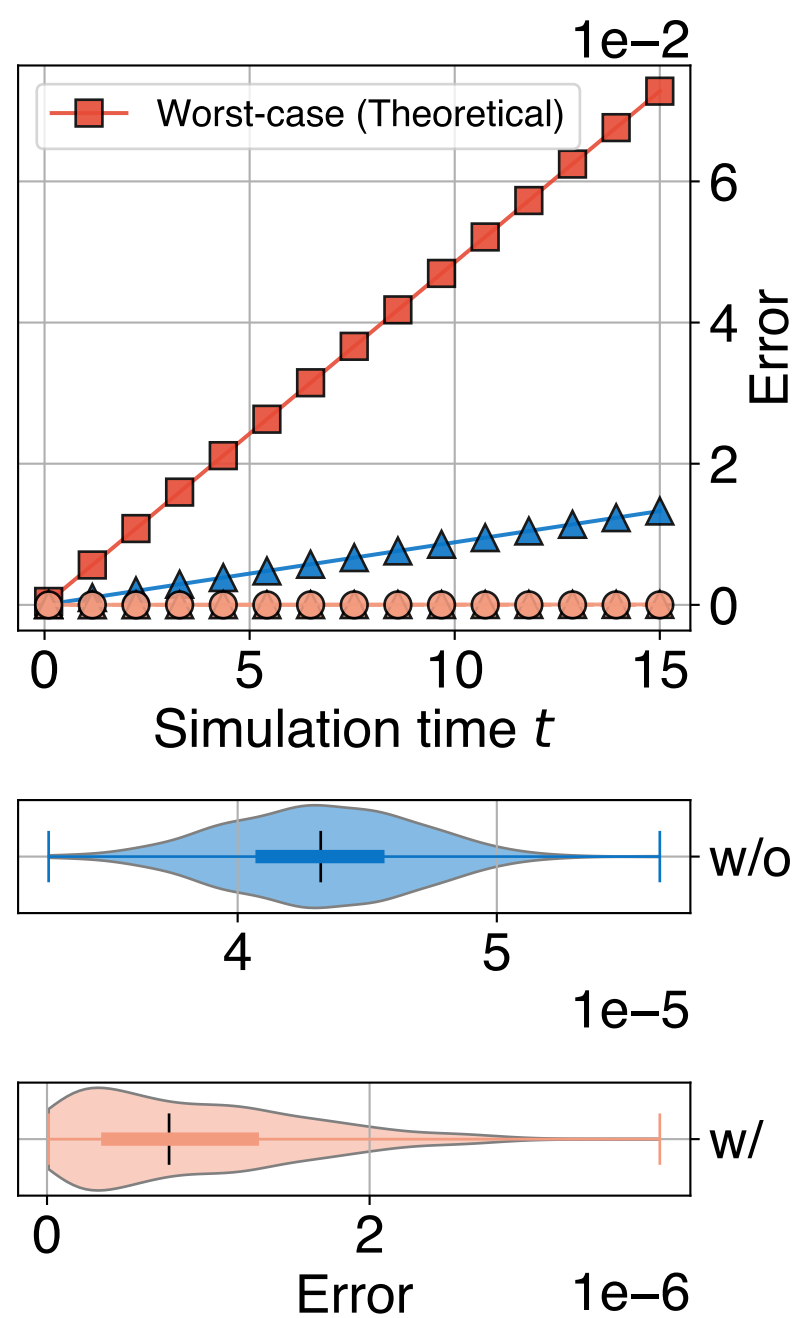 1e−2
Worst-case (Theoretical)
6
4
2
0
Error
0 5 10 15
Simulation time t
w/o
4 5
1e−5
w/
0 2
Error 1e−6